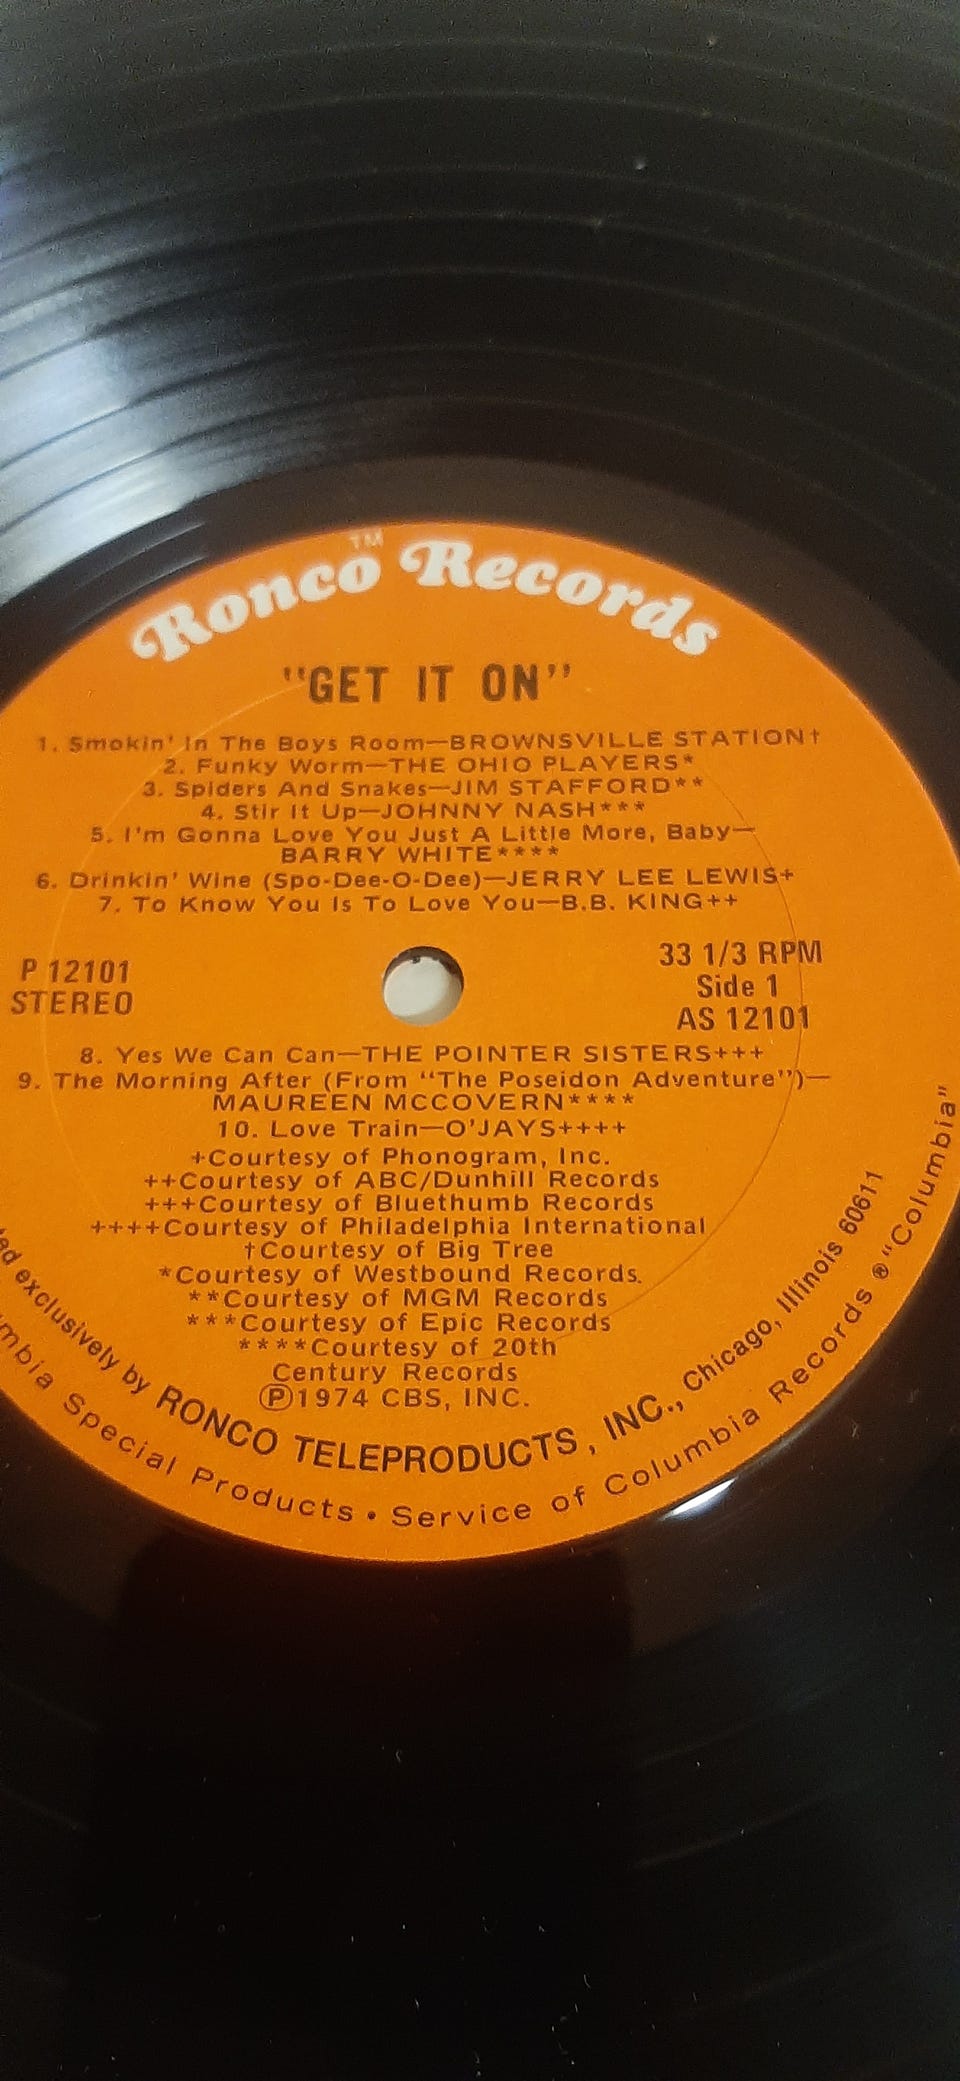 Ronco™ Records
"GET IT ON"
1. Smokin' In The Boys Room—BROWNSVILLE STATION†
2. Funky Worm—THE OHIO PLAYERS*
3. Spiders And Snakes—JIM STAFFORD**
4. Stir It Up—JOHNNY NASH***
5. I'm Gonna Love You Just A Little More, Baby—
BARRY WHITE****
6. Drinkin' Wine (Spo-Dee-O-Dee)—JERRY LEE LEWIS+
7. To Know You Is To Love You—B.B. KING++
P 12101
STEREO
33 1/3 RPM
Side 1
AS 12101
8. Yes We Can Can—THE POINTER SISTERS+++
9. The Morning After (From "The Poseidon Adventure")—
MAUREEN MCCOVERN****
10. Love Train—O'JAYS++++
+Courtesy of Phonogram, Inc.
++Courtesy of ABC/Dunhill Records
+++Courtesy of Bluethumb Records
++++Courtesy of Philadelphia International
†Courtesy of Big Tree
*Courtesy of Westbound Records.
**Courtesy of MGM Records
***Courtesy of Epic Records
****Courtesy of 20th
Century Records
Ⓟ1974 CBS, INC.
exclusively by RONCO TELEPRODUCTS, INC., Chicago, Illinois 60611
Special Products • Service of Columbia Records ® "Columbia"